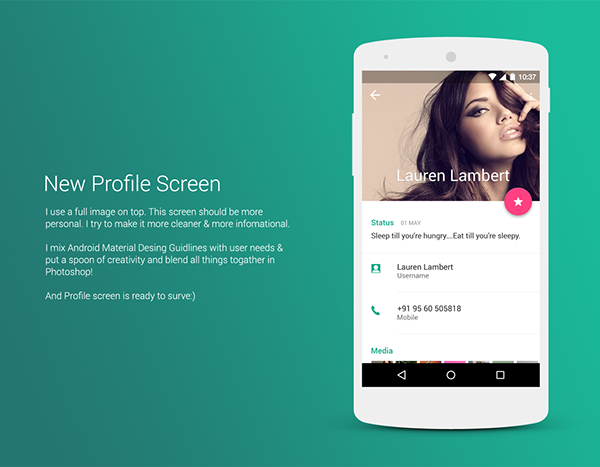 New Profile Screen
I use a full image on top. This screen should be more
personal. I try to make it more cleaner & more infomational.
I mix Android Material Desing Guidlines with user needs &
put a spoon of creativity and blend all things togather in
Photoshop!
And Profile screen is ready to surve:)
10:37
Lauren Lambert
Status 01 MAY
Sleep till you're hungry...Eat till you're sleepy.
Lauren Lambert
Username
+91 95 60 505818
Mobile
Media